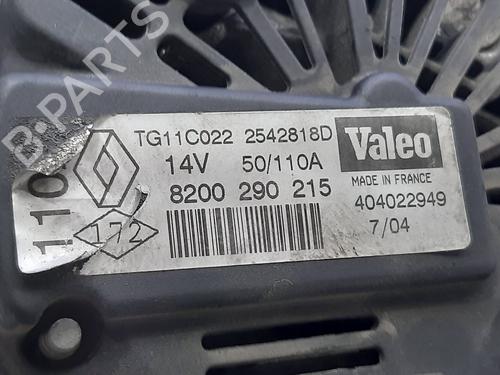 B-PARTS
110
TG11C022 2542818D
14V 50/110A
8200 290 215
172
Valeo
MADE IN FRANCE
404022949
7/04